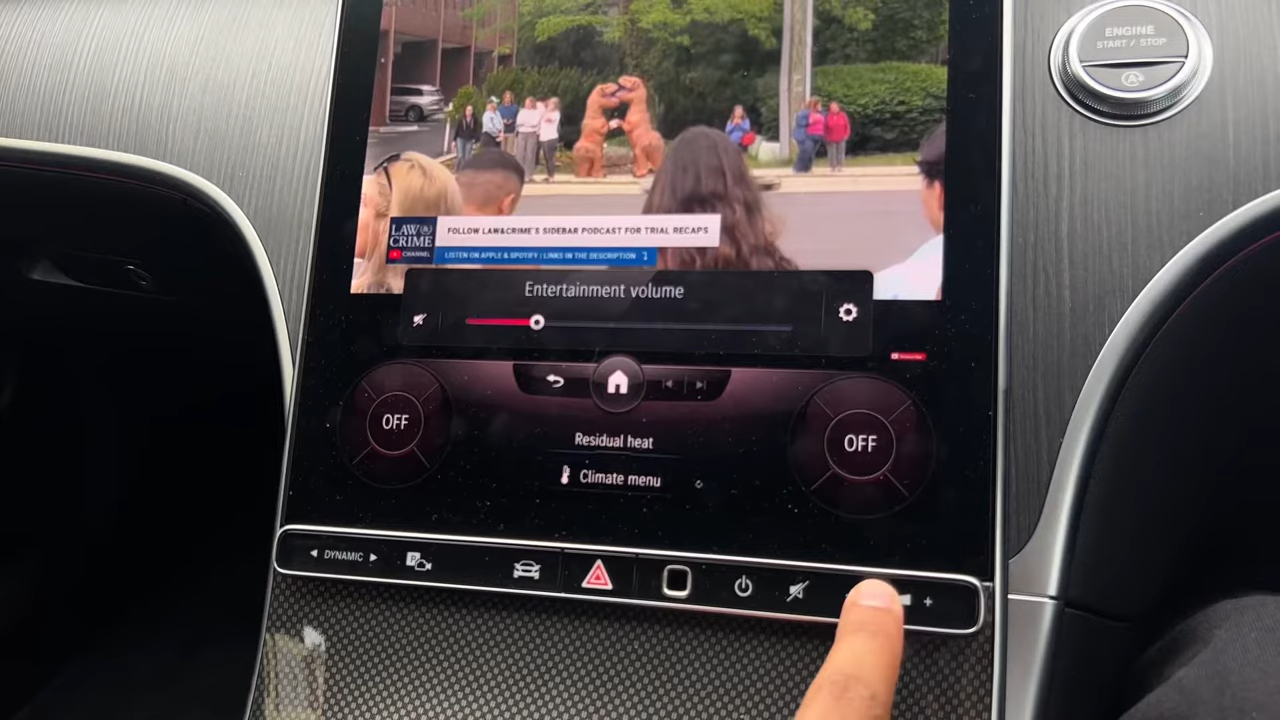 ENGINE
START / STOP
A
LAW&
CRIME
CHANNEL
FOLLOW LAW&CRIME'S SIDEBAR PODCAST FOR TRIAL RECAPS
LISTEN ON APPLE & SPOTIFY | LINKS IN THE DESCRIPTION
Entertainment volume
OFF
OFF
Residual heat
Climate menu
DYNAMIC
P
+